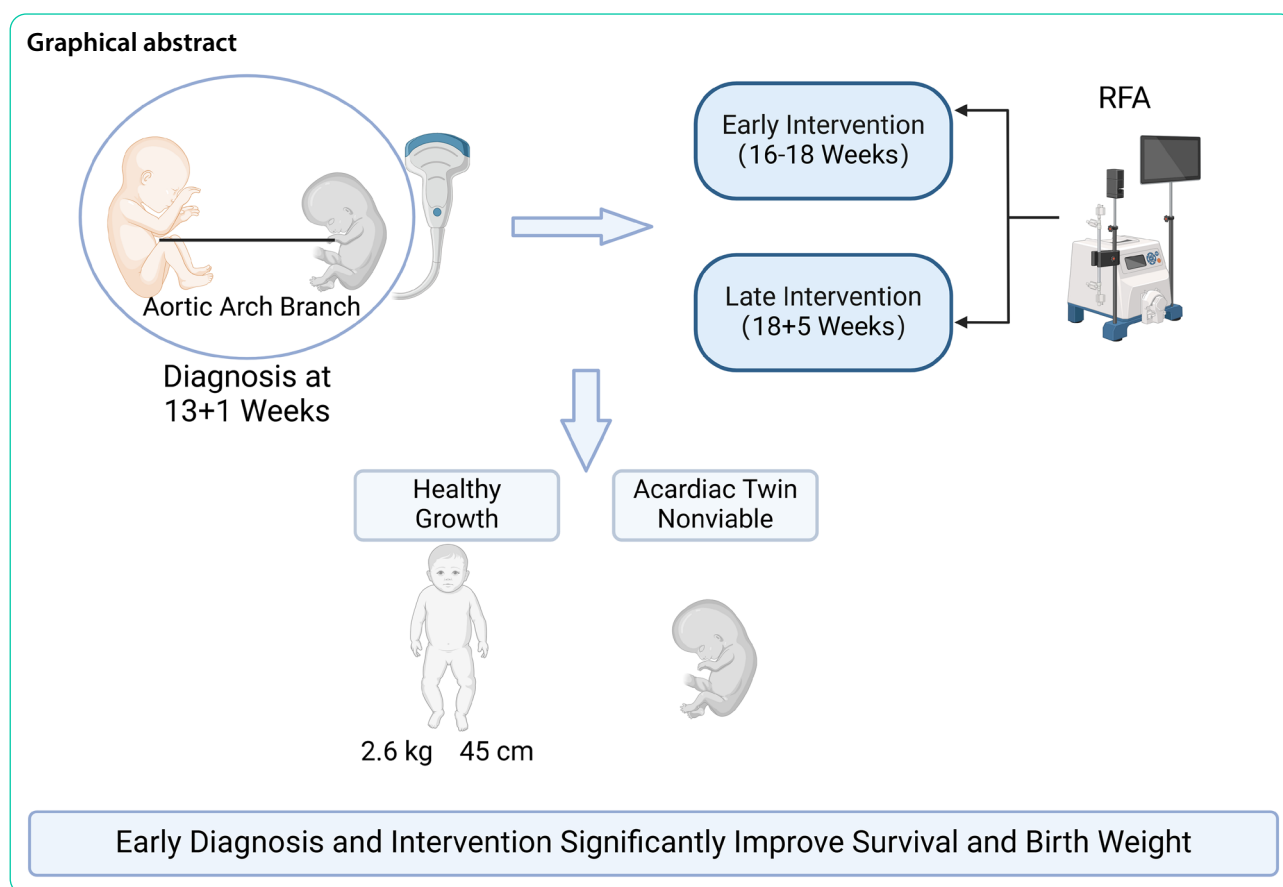 Graphical abstract
Aortic Arch Branch
Diagnosis at
13+1 Weeks
Early Intervention
(16-18 Weeks)
Late Intervention
(18+5 Weeks)
RFA
Healthy
Growth
Acardiac Twin
Nonviable
2.6 kg 45 cm
Early Diagnosis and Intervention Significantly Improve Survival and Birth Weight